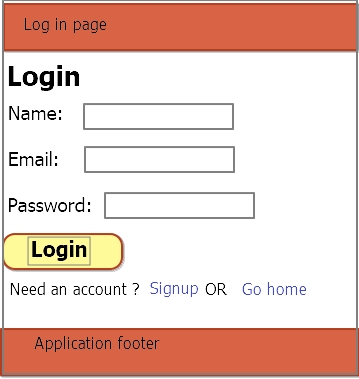 Log in page
Login
Name:
Email:
Password:
Login
Need an account ? Signup OR Go home
Application footer